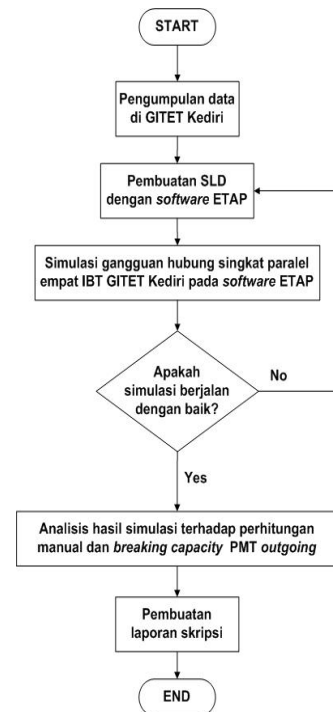 START
Pengumpulan data
di GITET Kediri
Pembuatan SLD
dengan software ETAP
Simulasi gangguan hubung singkat paralel
empat IBT GITET Kediri pada software ETAP
Apakah
simulasi berjalan
dengan baik?
No
Yes
Analisis hasil simulasi terhadap perhitungan
manual dan breaking capacity PMT outgoing
Pembuatan
laporan skripsi
END